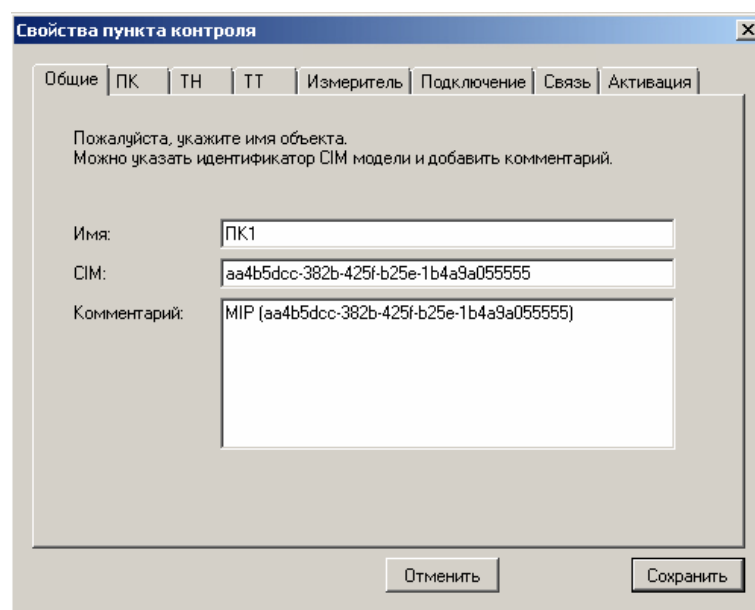 Свойства пункта контроля
Общие ПК ТН ТТ Измеритель Подключение Связь Активация
Пожалуйста, укажите имя объекта.
Можно указать идентификатор CIM модели и добавить комментарий.
Имя: ПК1
CIM: aa4b5dcc-382b-425f-b25e-1b4a9a055555
Комментарий: MIP (aa4b5dcc-382b-425f-b25e-1b4a9a055555)
Отменить Сохранить